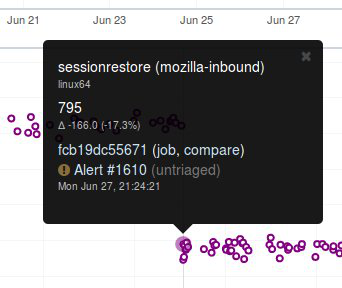 Jun 21 Jun 23 Jun 25 Jun 27
sessionrestore (mozilla-inbound)
linux64
795
Δ -166.0 (-17.3%)
fcb19dc55671 (job, compare)
! Alert #1610 (untriaged)
Mon Jun 27, 21:24:21